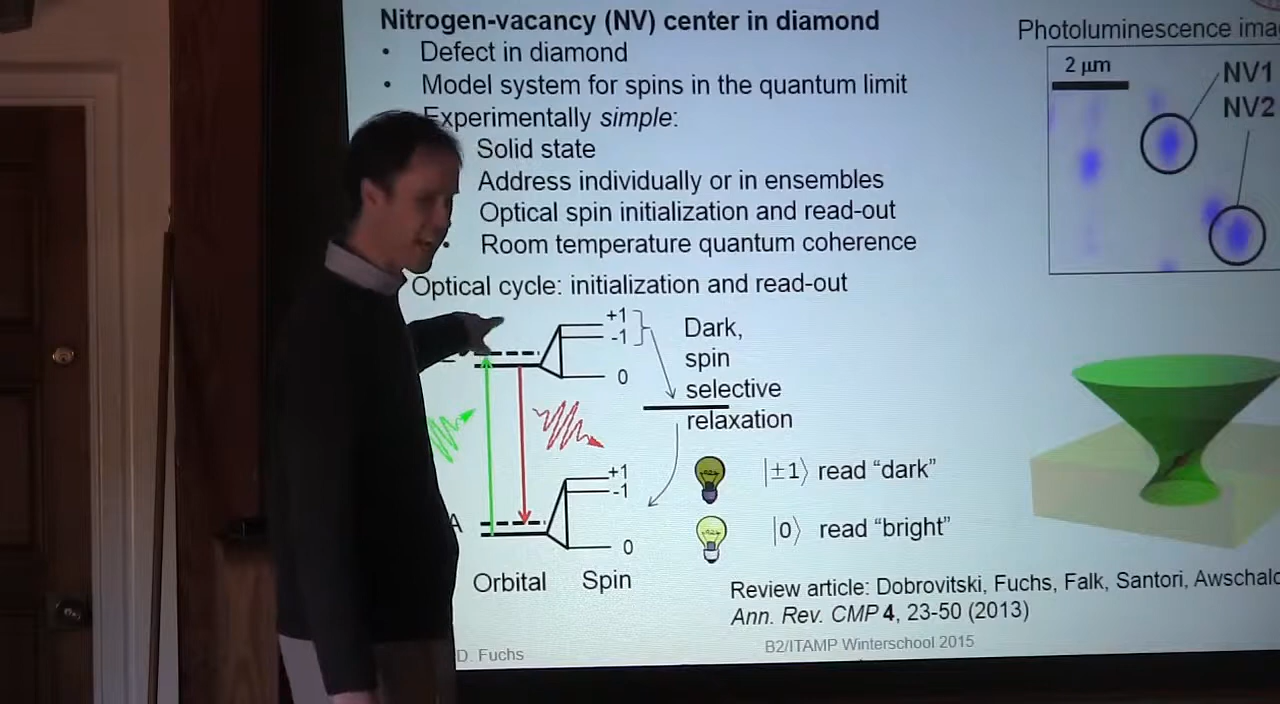 Nitrogen-vacancy (NV) center in diamond
• Defect in diamond
• Model system for spins in the quantum limit
Experimentally simple:
Solid state
Address individually or in ensembles
Optical spin initialization and read-out
• Room temperature quantum coherence
Optical cycle: initialization and read-out
+1
-1
0
Dark,
spin
selective
relaxation
+1
-1
0
A
Orbital Spin
|±1⟩ read “dark”
|0⟩ read “bright”
Photoluminescence
2 μm
NV1
NV2
Review article: Dobrovitski, Fuchs, Falk, Santori,
Ann. Rev. CMP 4, 23-50 (2013)
D. Fuchs
B2/ITAMP Winterschool 2015